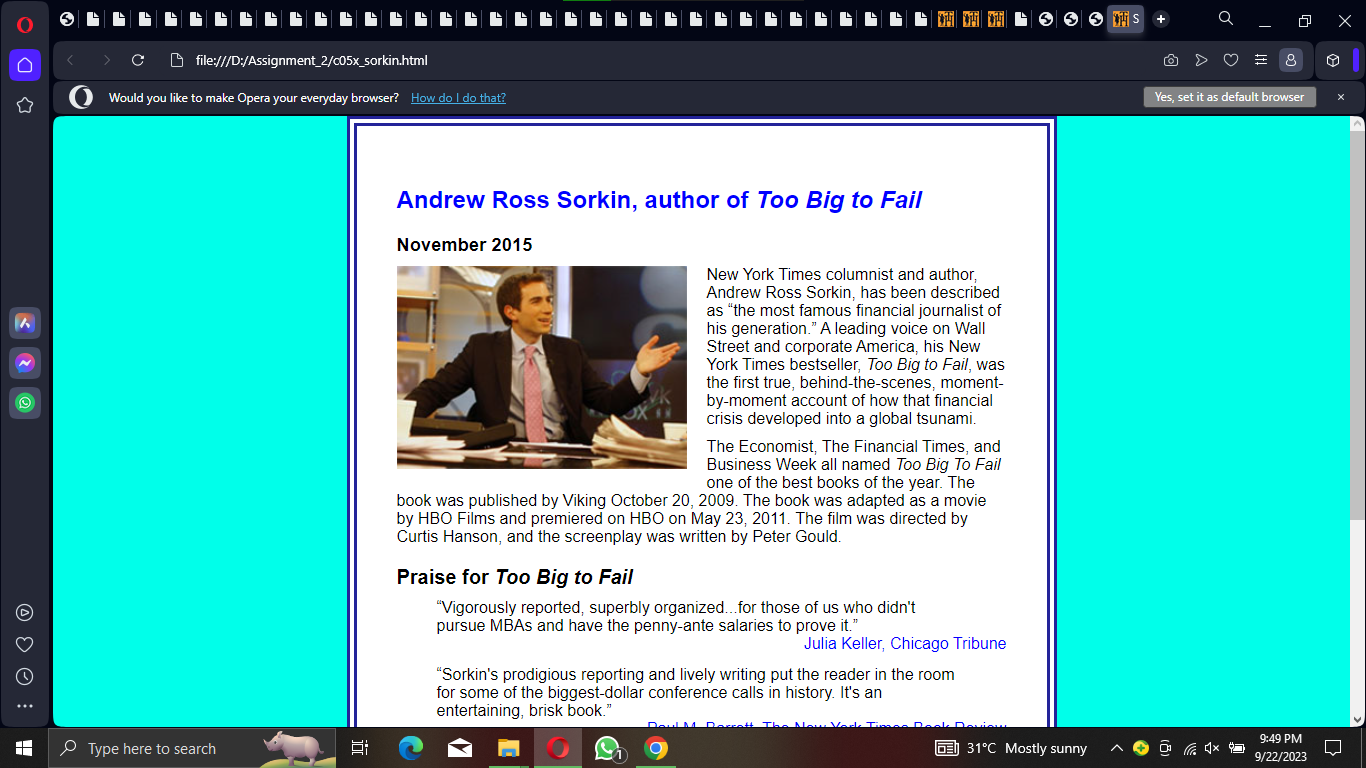 S
file:///D:/Assignment_2/c05x_sorkin.html
Would you like to make Opera your everyday browser? How do I do that?
Yes, set it as default browser
Andrew Ross Sorkin, author of Too Big to Fail
November 2015
New York Times columnist and author,
Andrew Ross Sorkin, has been described
as “the most famous financial journalist of
his generation.” A leading voice on Wall
Street and corporate America, his New
York Times bestseller, Too Big to Fail, was
the first true, behind-the-scenes, moment-
by-moment account of how that financial
crisis developed into a global tsunami.
The Economist, The Financial Times, and
Business Week all named Too Big To Fail
one of the best books of the year. The
book was published by Viking October 20, 2009. The book was adapted as a movie
by HBO Films and premiered on HBO on May 23, 2011. The film was directed by
Curtis Hanson, and the screenplay was written by Peter Gould.
Praise for Too Big to Fail
“Vigorously reported, superbly organized...for those of us who didn't
pursue MBAs and have the penny-ante salaries to prove it.”
Julia Keller, Chicago Tribune
“Sorkin's prodigious reporting and lively writing put the reader in the room
for some of the biggest-dollar conference calls in history. It's an
entertaining, brisk book.”
Paul M. Barrett, The New York Times Book Review
Type here to search
1
31°C Mostly sunny
9:49 PM
9/22/2023